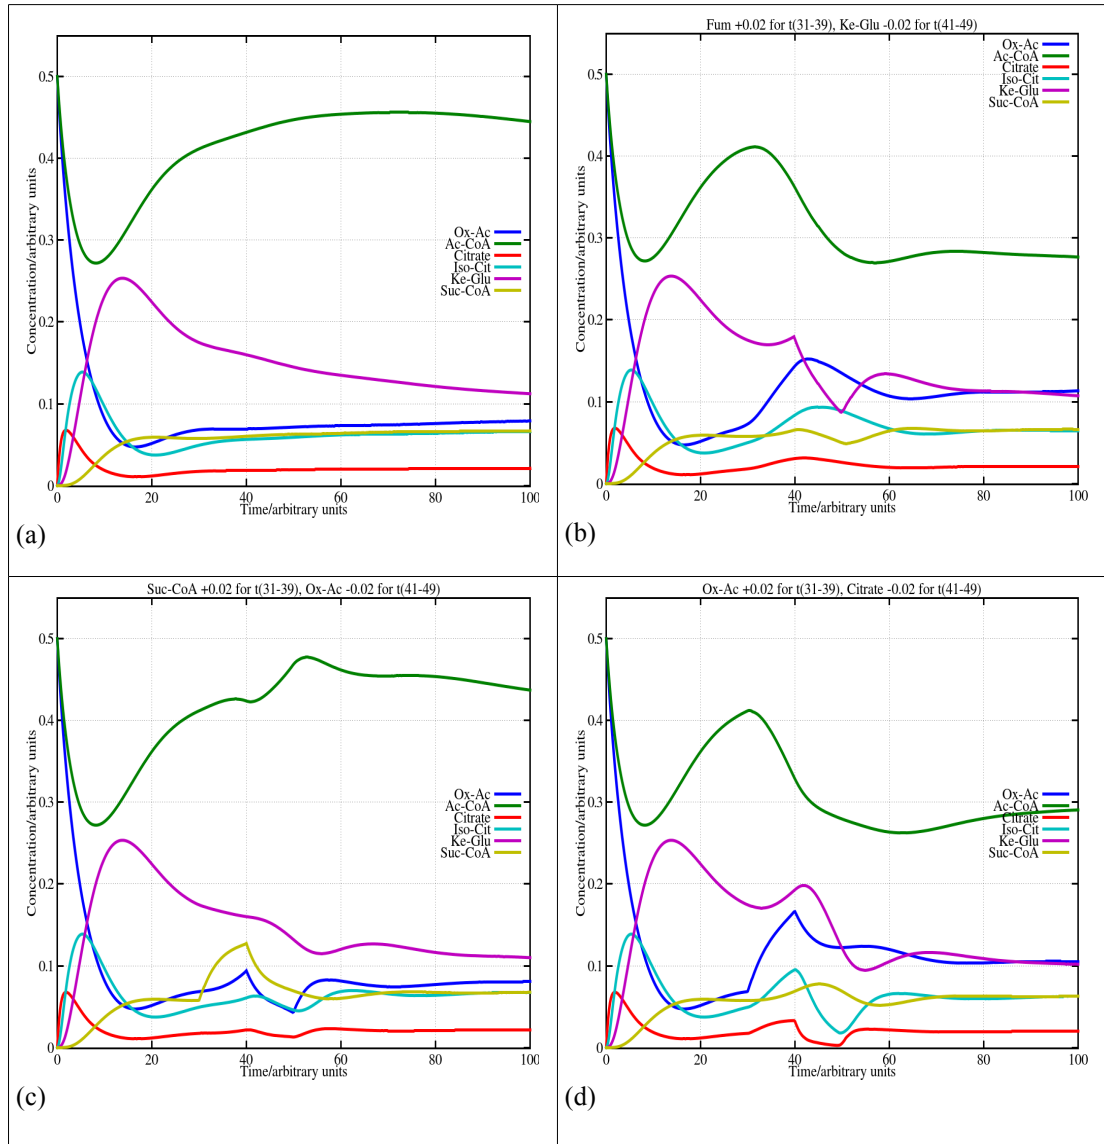 0.5
0.4
0.3
0.2
0.1
0
0
20
40
60
80
100
Concentration/arbitrary units
Time/arbitrary units
Ox-Ac
Ac-CoA
Citrate
Iso-Cit
Ke-Glu
Suc-CoA
(a)
Fum +0.02 for t(31-39), Ke-Glu -0.02 for t(41-49)
0.5
0.4
0.3
0.2
0.1
0
0
20
40
60
80
100
Concentration/arbitrary units
Time/arbitrary units
Ox-Ac
Ac-CoA
Citrate
Iso-Cit
Ke-Glu
Suc-CoA
(b)
Suc-CoA +0.02 for t(31-39), Ox-Ac -0.02 for t(41-49)
0.5
0.4
0.3
0.2
0.1
0
0
20
40
60
80
100
Concentration/arbitrary units
Time/arbitrary units
Ox-Ac
Ac-CoA
Citrate
Iso-Cit
Ke-Glu
Suc-CoA
(c)
Ox-Ac +0.02 for t(31-39), Citrate -0.02 for t(41-49)
0.5
0.4
0.3
0.2
0.1
0
0
20
40
60
80
100
Concentration/arbitrary units
Time/arbitrary units
Ox-Ac
Ac-CoA
Citrate
Iso-Cit
Ke-Glu
Suc-CoA
(d)